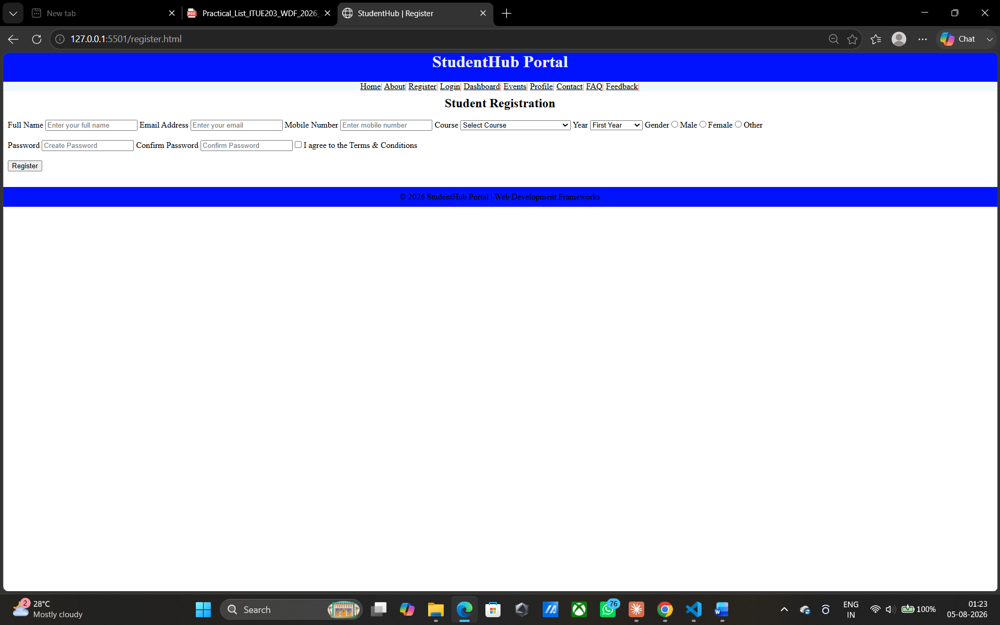 New tab
Practical_List_ITUE203_WDF_2026_
StudentHub | Register
127.0.0.1:5501/register.html
Chat
StudentHub Portal
Home| About| Register| Login| Dashboard| Events| Profile| Contact| FAQ| Feedback|
Student Registration
Full Name Enter your full name Email Address Enter your email Mobile Number Enter mobile number Course Select Course Year First Year Gender Male Female Other
Password Create Password Confirm Password Confirm Password I agree to the Terms & Conditions
Register
© 2026 StudentHub Portal | Web Development Frameworks
2
28°C
Mostly cloudy
Search
76
ENG
IN
100%
01:23
05-08-2026